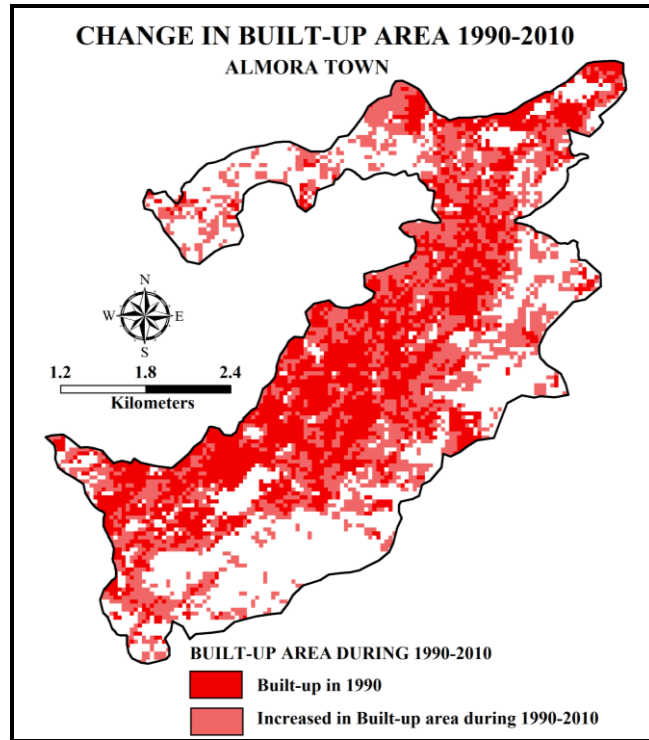 CHANGE IN BUILT-UP AREA 1990-2010
ALMORA TOWN
N
W E
S
1.2 1.8 2.4
Kilometers
BUILT-UP AREA DURING 1990-2010
Built-up in 1990
Increased in Built-up area during 1990-2010